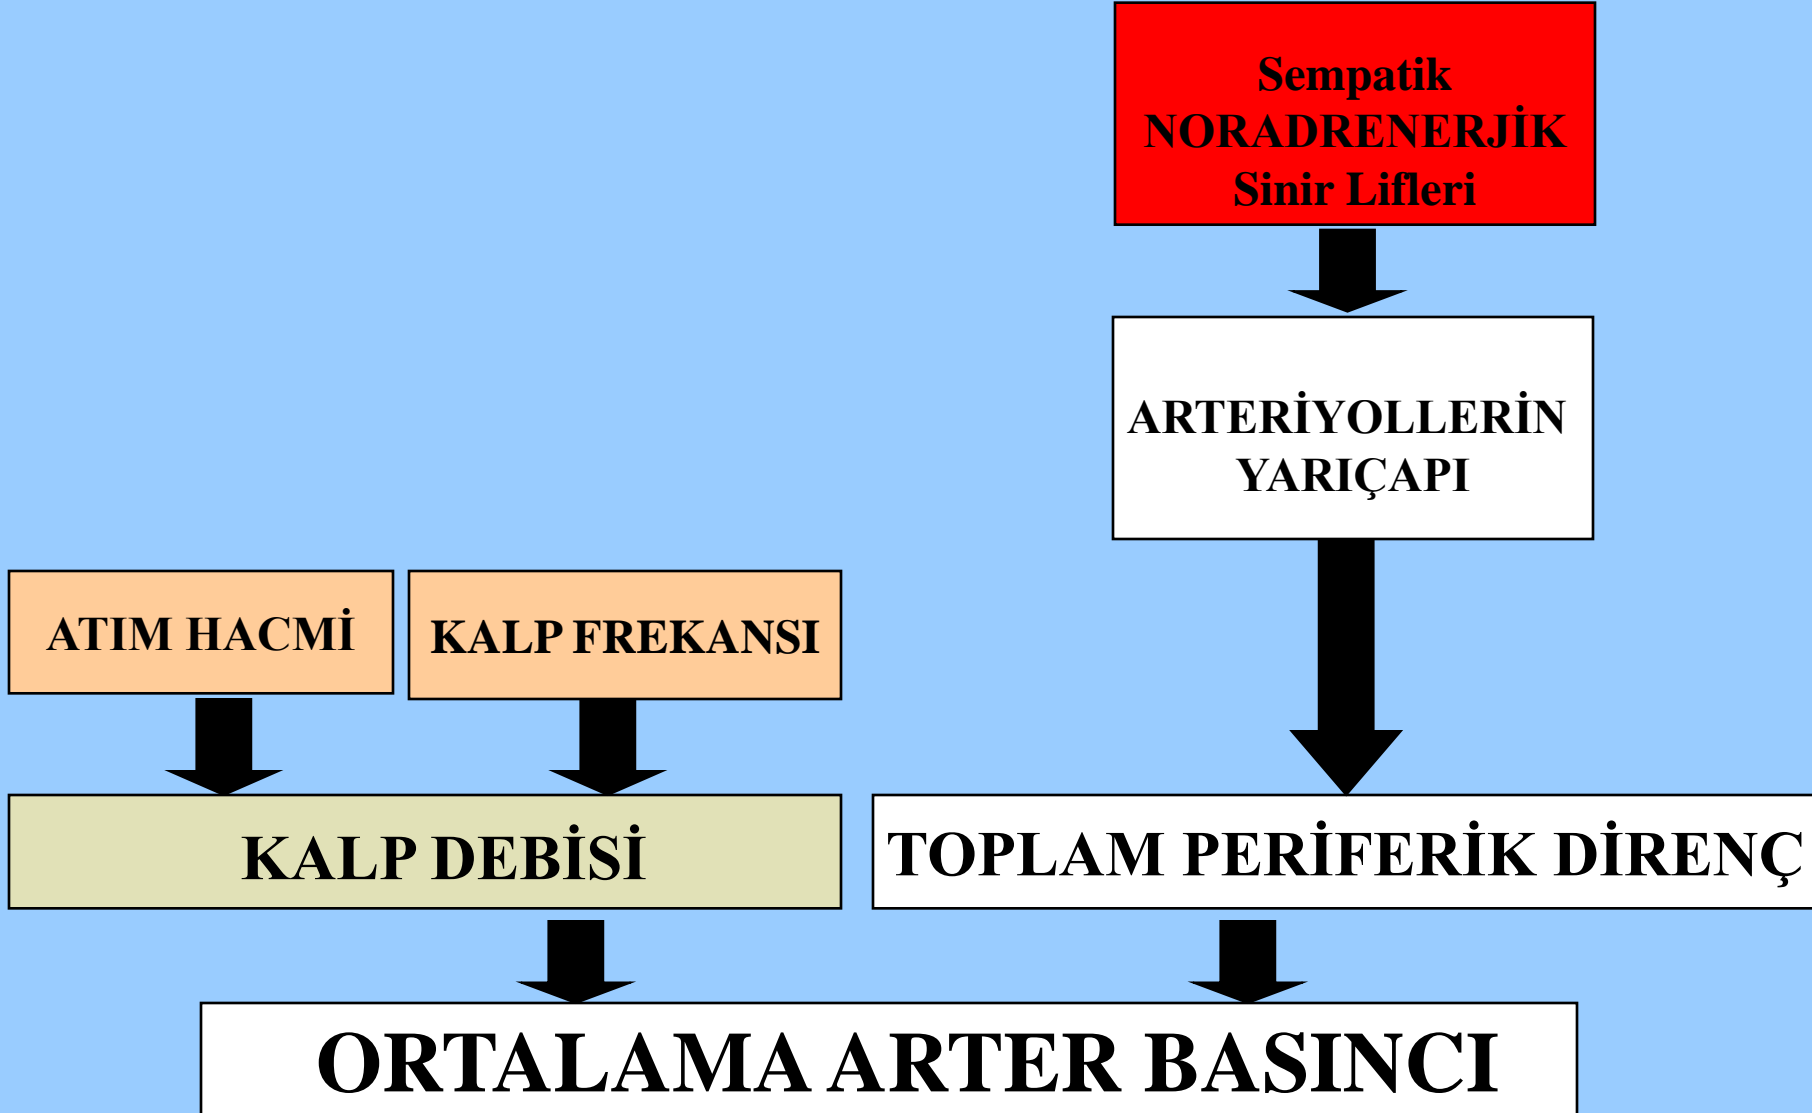 Sempatik
NORADRENERJİK
Sinir Lifleri
ARTERİYOLLERİN
YARIÇAPI
ATIM HACMİ
KALP FREKANSI
KALP DEBİSİ
TOPLAM PERİFERİK DİRENÇ
ORTALAMA ARTER BASINCI